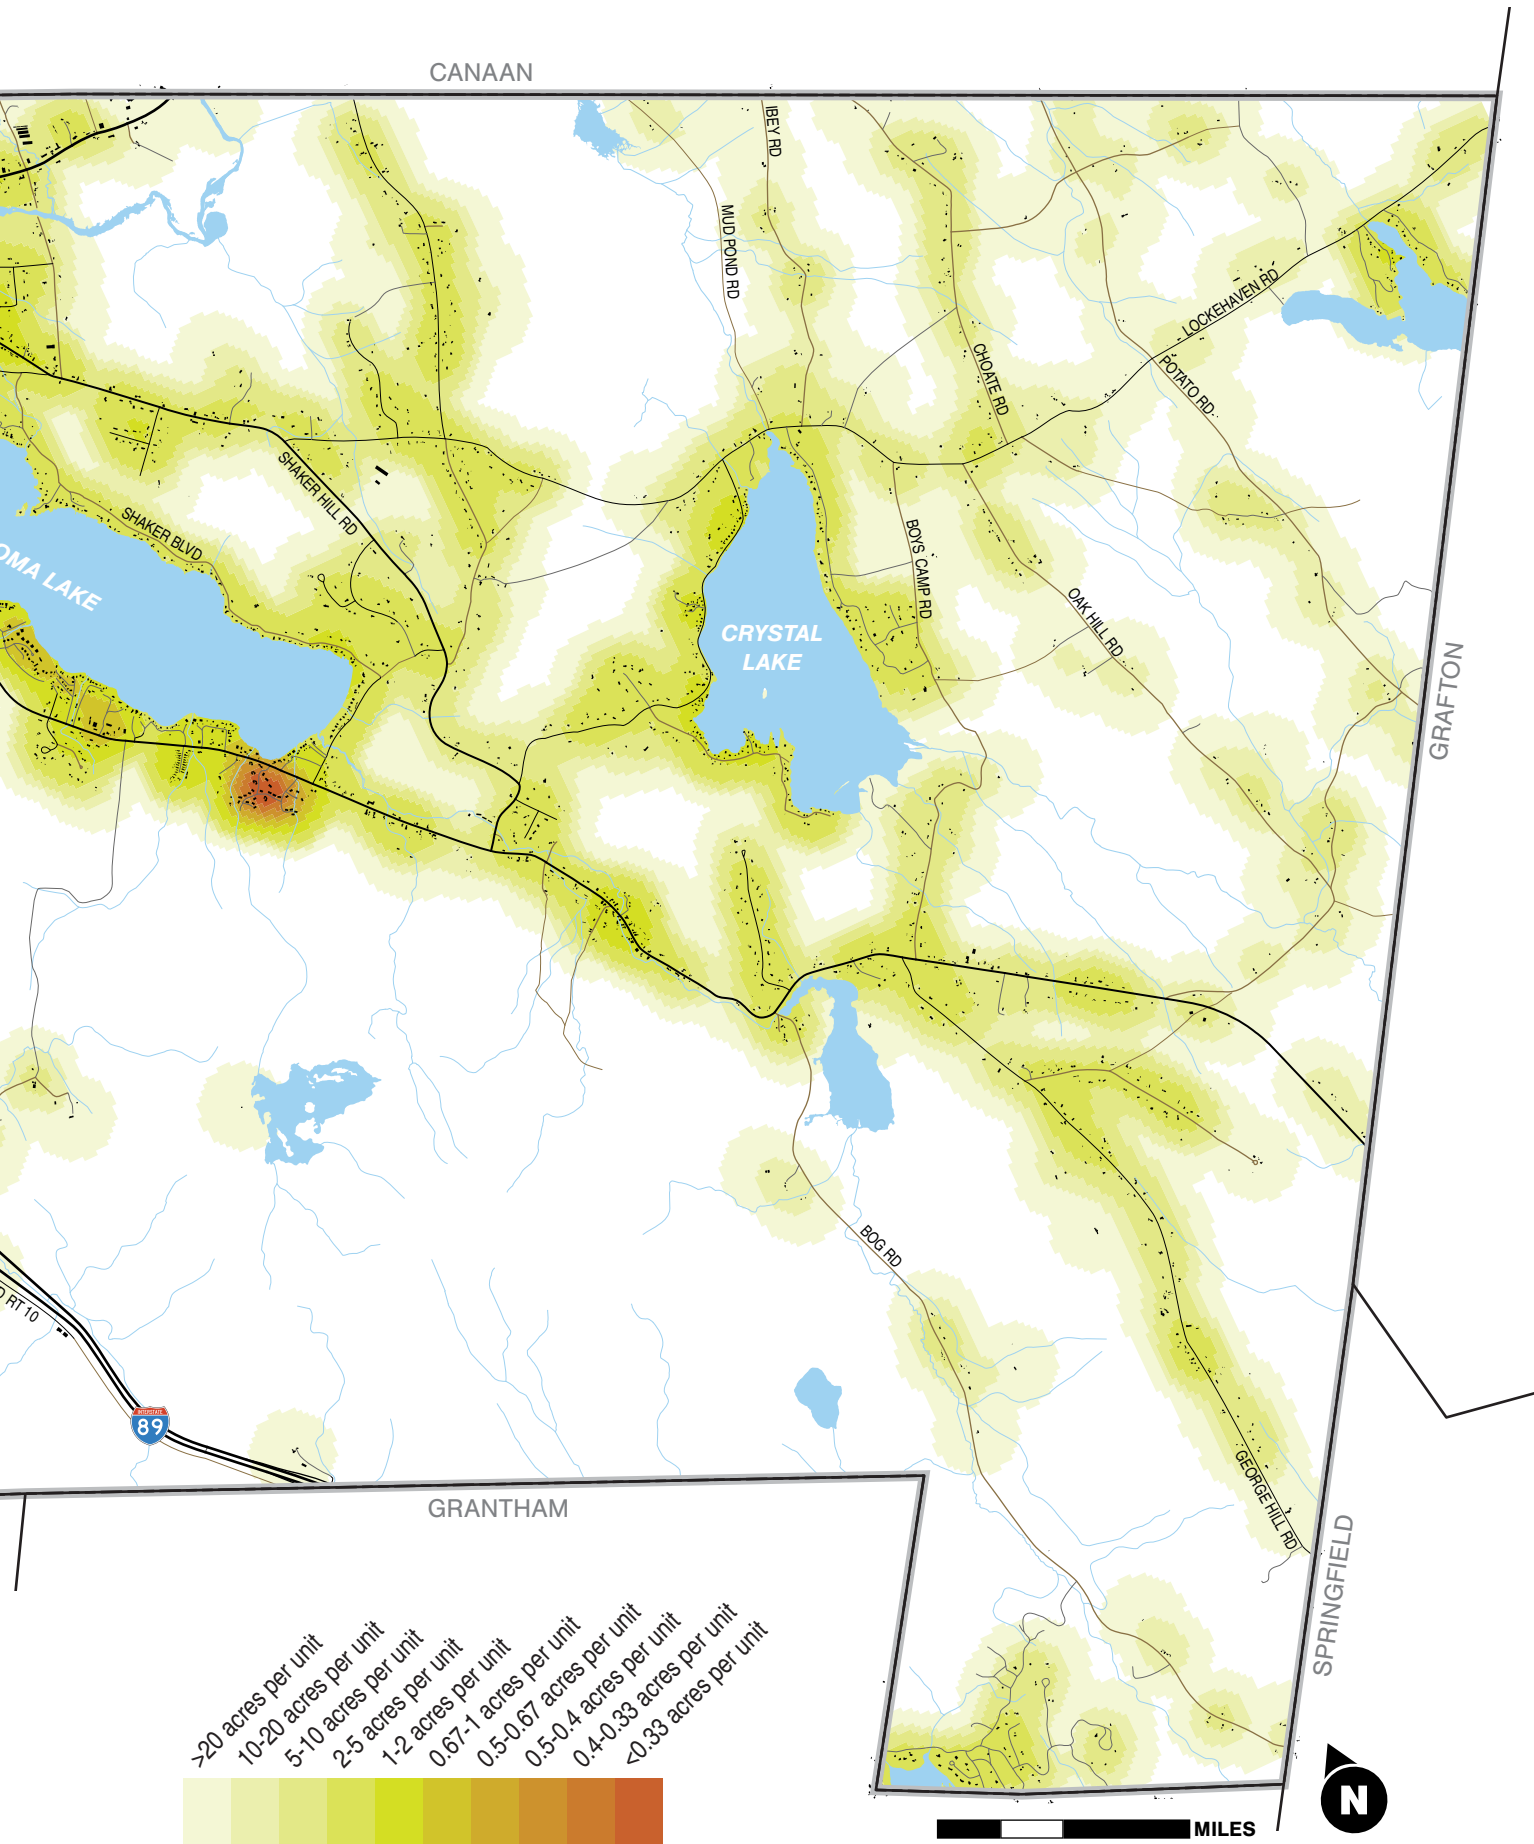 CANAAN
IBEY RD
MUD POND RD
LOCKEHAVEN RD
CHOATE RD
POTATO RD
SHAKER HILL RD
SHAKER BLVD
BOYS CAMP RD
OMA LAKE
OAK HILL RD
CRYSTAL
LAKE
GRAFTON
BOG RD
D RT 10
INTERSTATE
89
GEORGE HILL RD
GRANTHAM
SPRINGFIELD
>20 acres per unit
10-20 acres per unit
5-10 acres per unit
2-5 acres per unit
1-2 acres per unit
0.67-1 acres per unit
0.5-0.67 acres per unit
0.5-0.4 acres per unit
0.4-0.33 acres per unit
<0.33 acres per unit
N
MILES